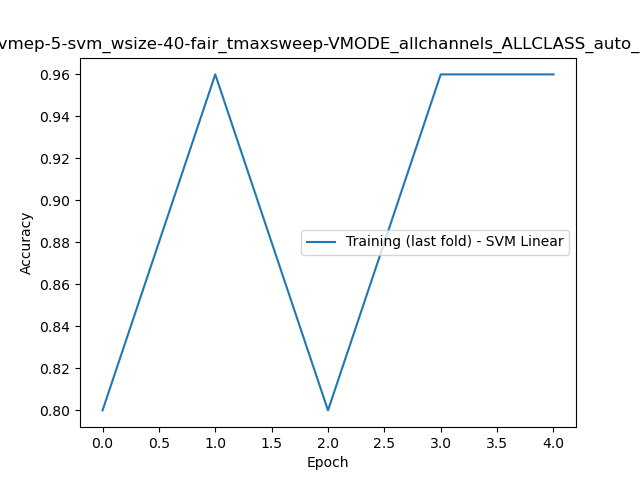 vmep-5-svm_wsize-40-fair_tmaxsweep-VMODE_allchannels_ALLCLASS_auto_
0.96
0.94
0.92
0.90
0.88
0.86
0.84
0.82
0.80
Accuracy
Training (last fold) - SVM Linear
0.0 0.5 1.0 1.5 2.0 2.5 3.0 3.5 4.0
Epoch